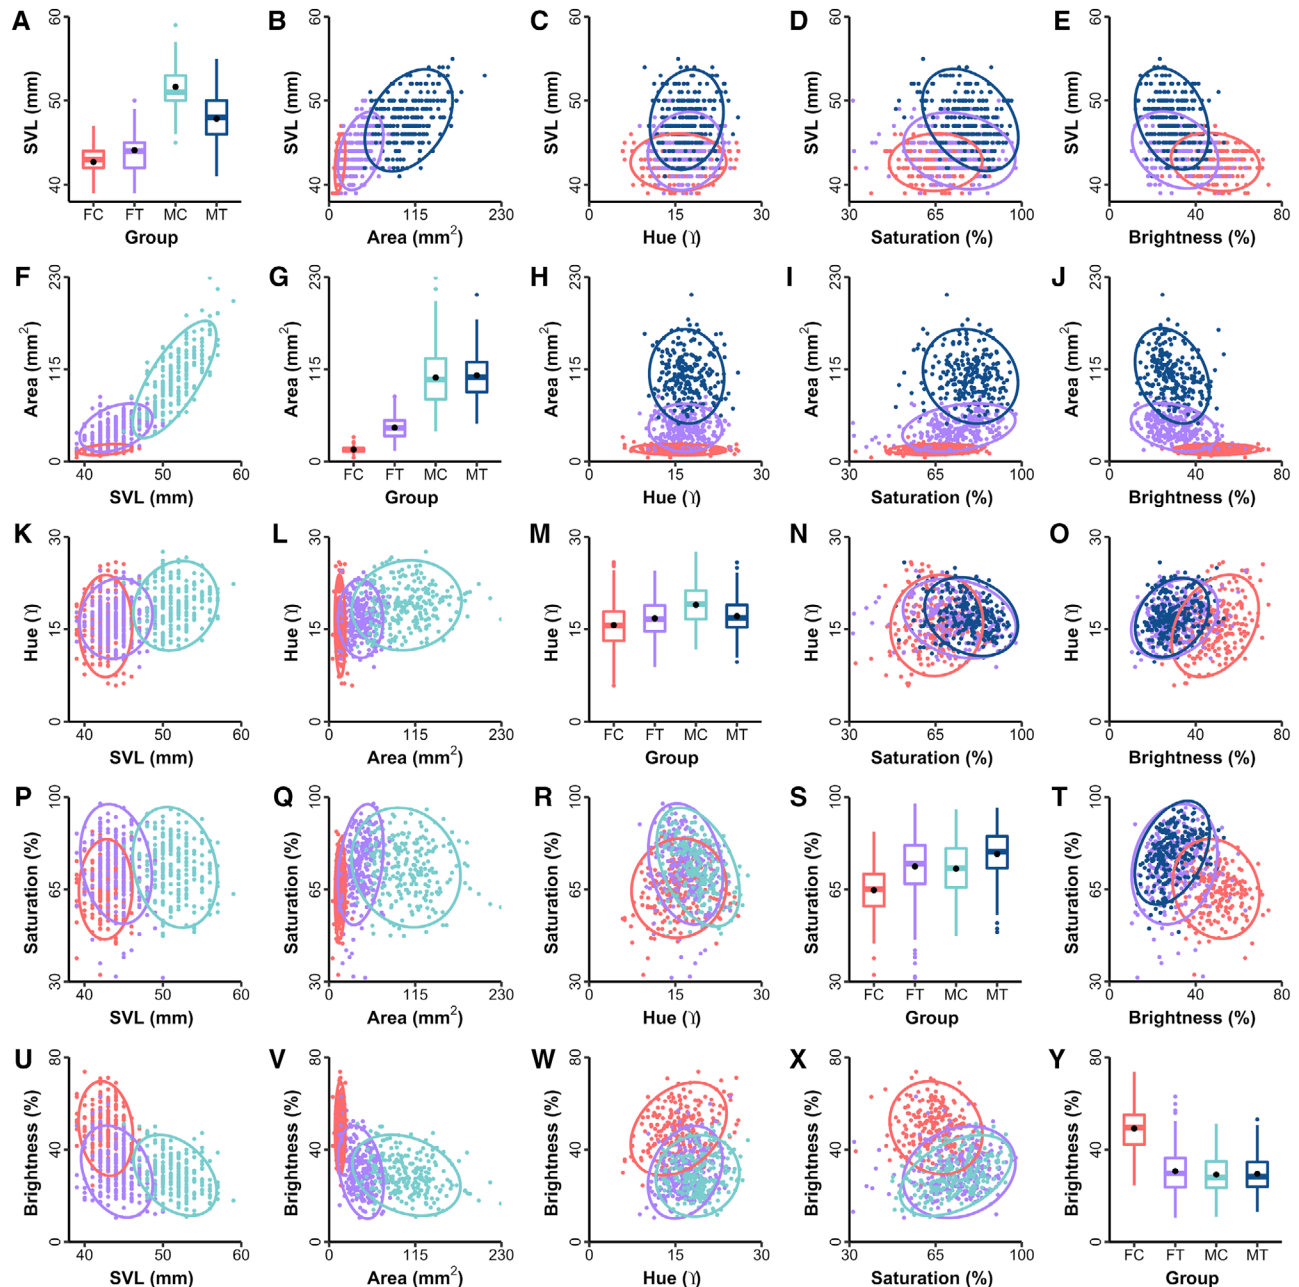 A
SVL (mm)
60
50
40
FC FT MC MT
Group
B
SVL (mm)
60
50
40
0 115 230
Area (mm²)
C
SVL (mm)
60
50
40
0 15 30
Hue (ϒ)
D
SVL (mm)
60
50
40
30 65 100
Saturation (%)
E
SVL (mm)
60
50
40
0 40 80
Brightness (%)
F
Area (mm²)
230
115
0
40 50 60
SVL (mm)
G
Area (mm²)
230
115
0
FC FT MC MT
Group
H
Area (mm²)
230
115
0
0 15 30
Hue (ϒ)
I
Area (mm²)
230
115
0
30 65 100
Saturation (%)
J
Area (mm²)
230
115
0
0 40 80
Brightness (%)
K
Hue (ϒ)
30
15
0
40 50 60
SVL (mm)
L
Hue (ϒ)
30
15
0
0 115 230
Area (mm²)
M
Hue (ϒ)
30
15
0
FC FT MC MT
Group
N
Hue (ϒ)
30
15
0
30 65 100
Saturation (%)
O
Hue (ϒ)
30
15
0
0 40 80
Brightness (%)
P
Saturation (%)
100
65
30
40 50 60
SVL (mm)
Q
Saturation (%)
100
65
30
0 115 230
Area (mm²)
R
Saturation (%)
100
65
30
0 15 30
Hue (ϒ)
S
Saturation (%)
100
65
30
FC FT MC MT
Group
T
Saturation (%)
100
65
30
0 40 80
Brightness (%)
U
Brightness (%)
80
40
0
40 50 60
SVL (mm)
V
Brightness (%)
80
40
0
0 115 230
Area (mm²)
W
Brightness (%)
80
40
0
0 15 30
Hue (ϒ)
X
Brightness (%)
80
40
0
30 65 100
Saturation (%)
Y
Brightness (%)
80
40
0
FC FT MC MT
Group